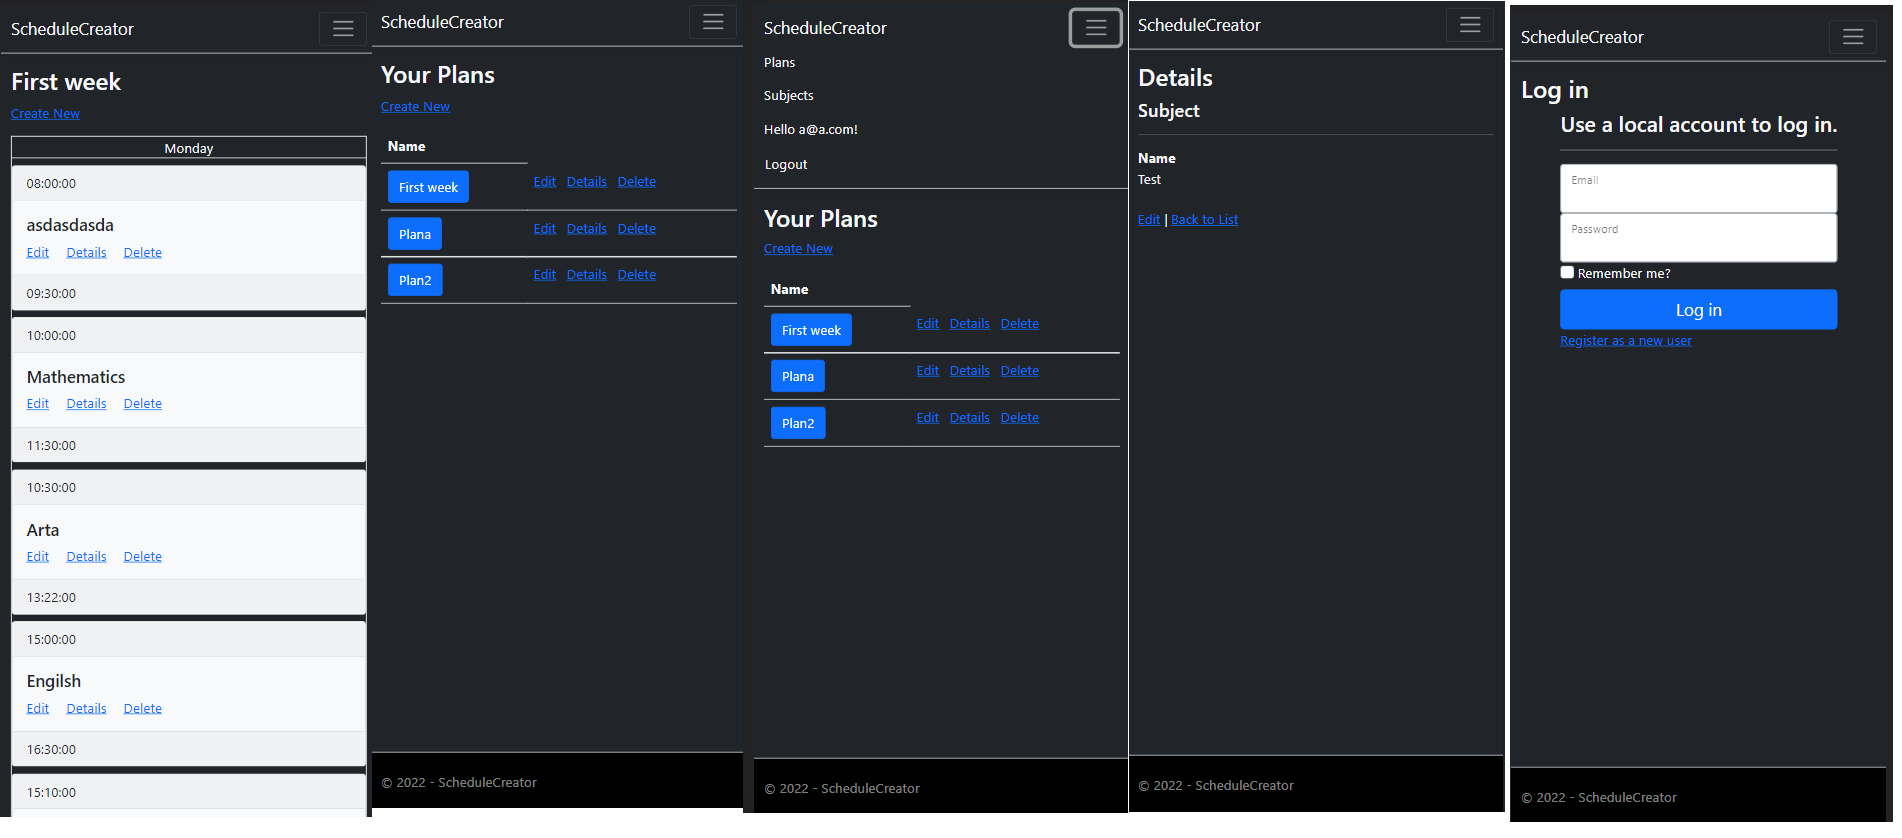 ScheduleCreator
First week
Create New
Monday
08:00:00
asdasdasda
Edit Details Delete
09:30:00
10:00:00
Mathematics
Edit Details Delete
11:30:00
10:30:00
Arta
Edit Details Delete
13:22:00
15:00:00
Engilsh
Edit Details Delete
16:30:00
15:10:00
ScheduleCreator
Your Plans
Create New
Name
First week Edit Details Delete
Plana Edit Details Delete
Plan2 Edit Details Delete
© 2022 - ScheduleCreator
ScheduleCreator
Plans
Subjects
Hello a@a.com!
Logout
Your Plans
Create New
Name
First week Edit Details Delete
Plana Edit Details Delete
Plan2 Edit Details Delete
© 2022 - ScheduleCreator
ScheduleCreator
Details
Subject
Name
Test
Edit | Back to List
© 2022 - ScheduleCreator
ScheduleCreator
Log in
Use a local account to log in.
Email
Password
Remember me?
Log in
Register as a new user
© 2022 - ScheduleCreator